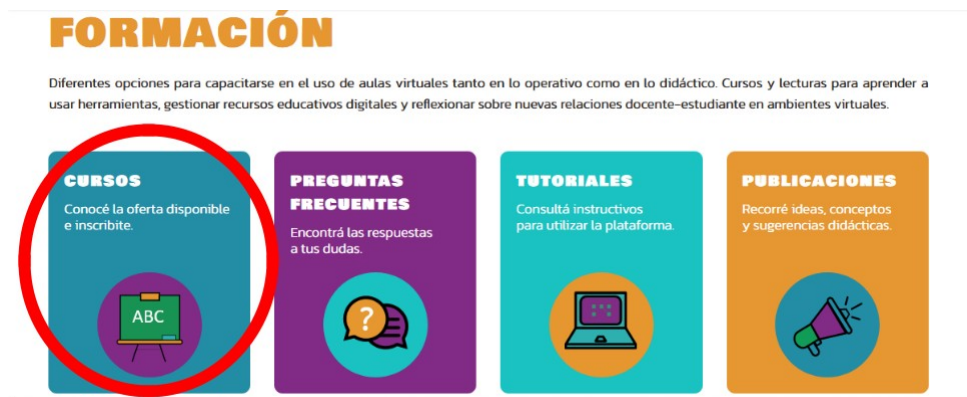 FORMACIÓN
Diferentes opciones para capacitarse en el uso de aulas virtuales tanto en lo operativo como en lo didáctico. Cursos y lecturas para aprender a
usar herramientas, gestionar recursos educativos digitales y reflexionar sobre nuevas relaciones docente-estudiante en ambientes virtuales.
CURSOS
Conocé la oferta disponible
e inscribite.
ABC
PREGUNTAS
FRECUENTES
Encontrá las respuestas
a tus dudas.
?
TUTORIALES
Consultá instructivos
para utilizar la plataforma.
PUBLICACIONES
Recorré ideas, conceptos
y sugerencias didácticas.